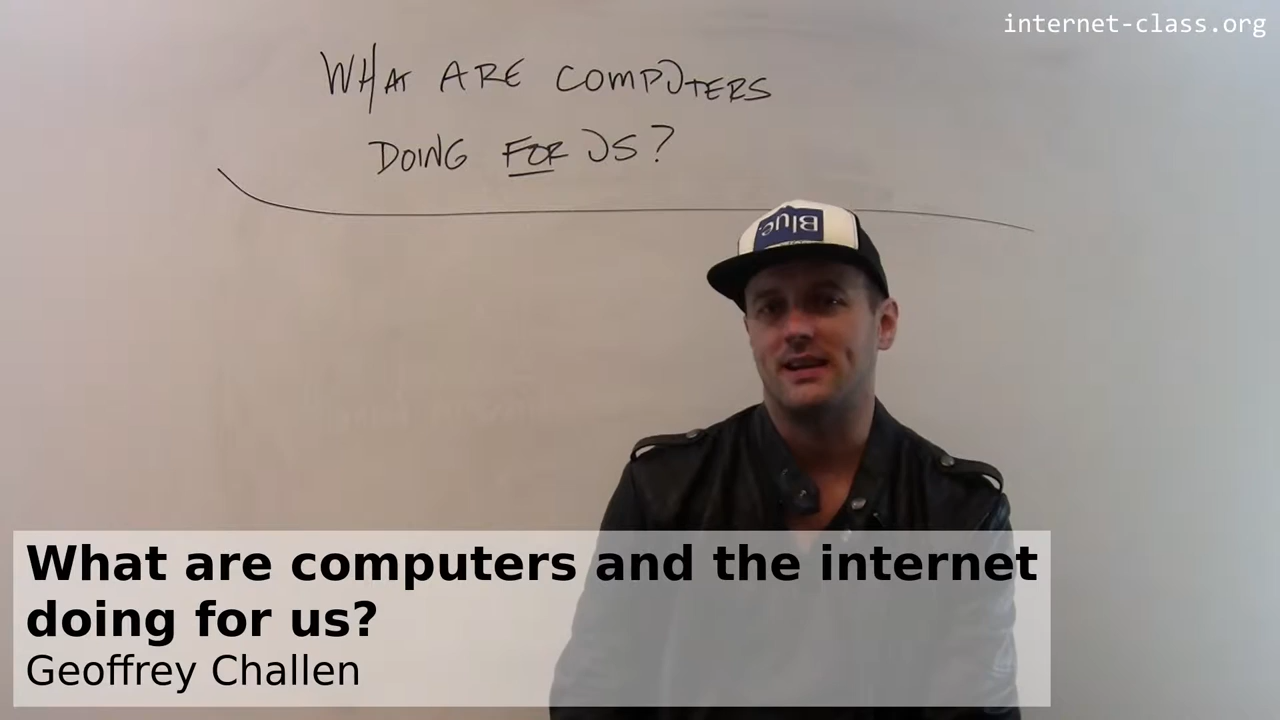 internet-class.org
WHAT ARE COMPUTERS
DOING FOR US?
Blue.
What are computers and the internet
doing for us?
Geoffrey Challen